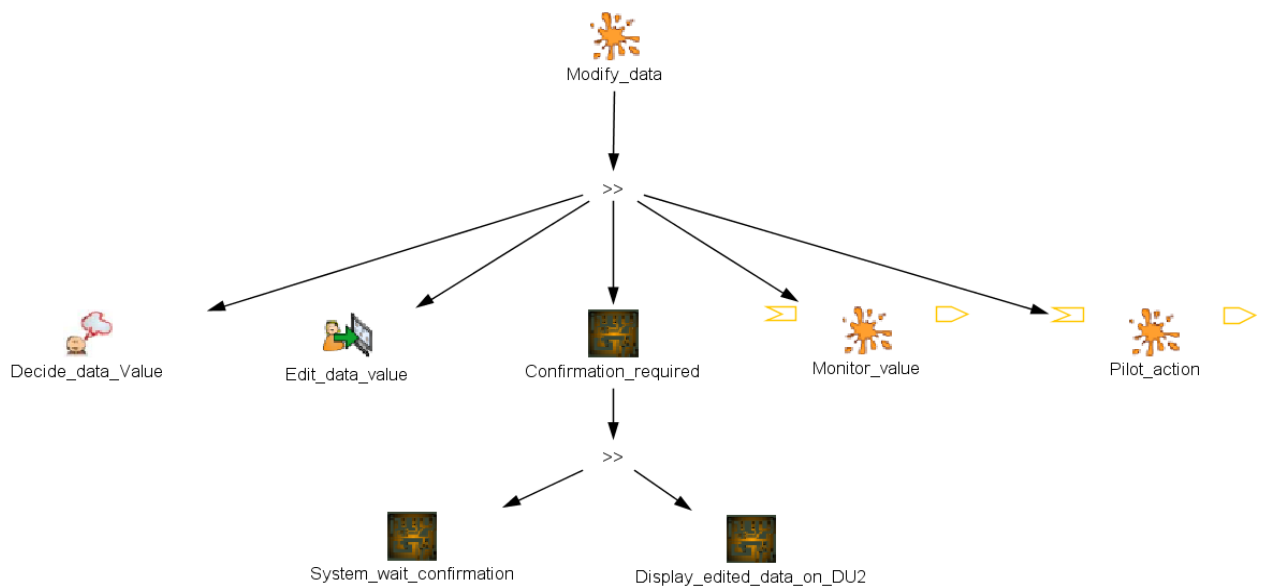 Modify_data
>>
Decide_data_Value
Edit_data_value
Confirmation_required
Monitor_value
Pilot_action
>>
System_wait_confirmation
Display_edited_data_on_DU2